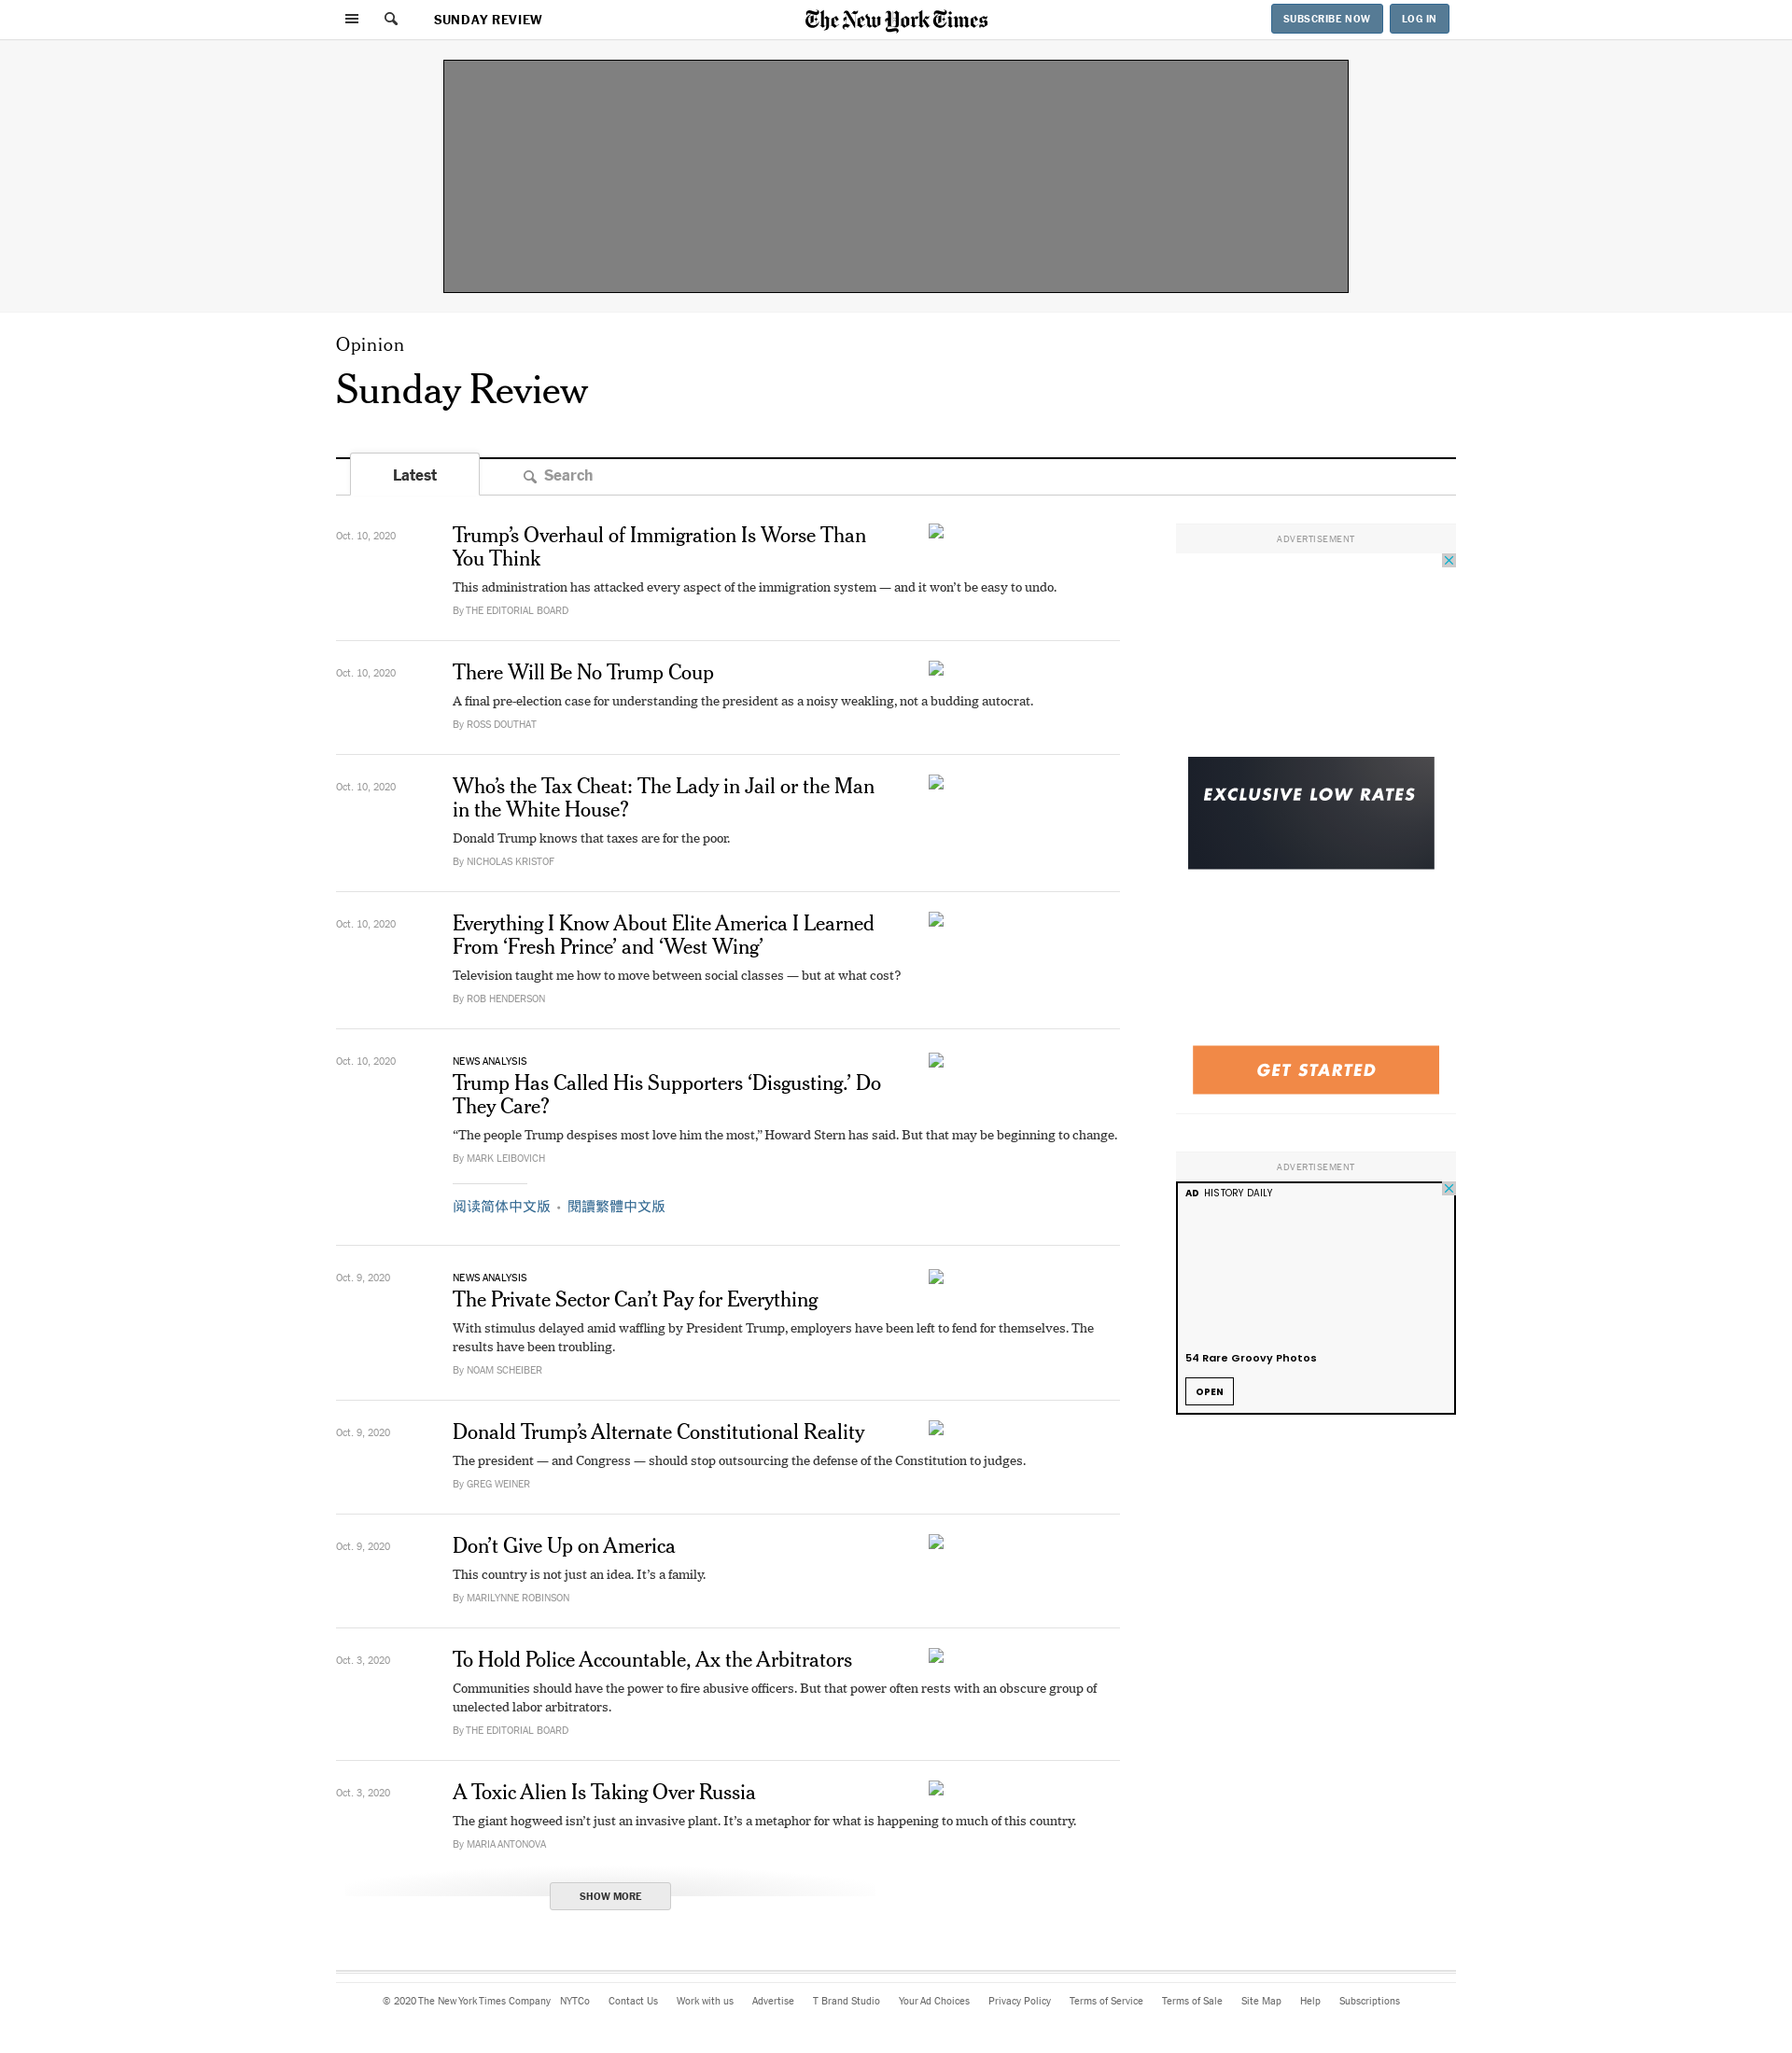 SUNDAY REVIEW
The New York Times
SUBSCRIBE NOW
LOG IN
Opinion
Sunday Review
Latest
Search
Oct. 10, 2020
Trump’s Overhaul of Immigration Is Worse Than
You Think
This administration has attacked every aspect of the immigration system — and it won’t be easy to undo.
By THE EDITORIAL BOARD
Oct. 10, 2020
There Will Be No Trump Coup
A final pre-election case for understanding the president as a noisy weakling, not a budding autocrat.
By ROSS DOUTHAT
Oct. 10, 2020
Who’s the Tax Cheat: The Lady in Jail or the Man
in the White House?
Donald Trump knows that taxes are for the poor.
By NICHOLAS KRISTOF
Oct. 10, 2020
Everything I Know About Elite America I Learned
From ‘Fresh Prince’ and ‘West Wing’
Television taught me how to move between social classes — but at what cost?
By ROB HENDERSON
Oct. 10, 2020
NEWS ANALYSIS
Trump Has Called His Supporters ‘Disgusting.’ Do
They Care?
“The people Trump despises most love him the most,” Howard Stern has said. But that may be beginning to change.
By MARK LEIBOVICH
阅读简体中文版 • 閱讀繁體中文版
Oct. 9, 2020
NEWS ANALYSIS
The Private Sector Can’t Pay for Everything
With stimulus delayed amid waffling by President Trump, employers have been left to fend for themselves. The
results have been troubling.
By NOAM SCHEIBER
Oct. 9, 2020
Donald Trump’s Alternate Constitutional Reality
The president — and Congress — should stop outsourcing the defense of the Constitution to judges.
By GREG WEINER
Oct. 9, 2020
Don’t Give Up on America
This country is not just an idea. It’s a family.
By MARILYNNE ROBINSON
Oct. 3, 2020
To Hold Police Accountable, Ax the Arbitrators
Communities should have the power to fire abusive officers. But that power often rests with an obscure group of
unelected labor arbitrators.
By THE EDITORIAL BOARD
Oct. 3, 2020
A Toxic Alien Is Taking Over Russia
The giant hogweed isn’t just an invasive plant. It’s a metaphor for what is happening to much of this country.
By MARIA ANTONOVA
SHOW MORE
ADVERTISEMENT
EXCLUSIVE LOW RATES
GET STARTED
ADVERTISEMENT
AD HISTORY DAILY
54 Rare Groovy Photos
OPEN
© 2020 The New York Times Company NYTCo Contact Us Work with us Advertise T Brand Studio Your Ad Choices Privacy Policy Terms of Service Terms of Sale Site Map Help Subscriptions